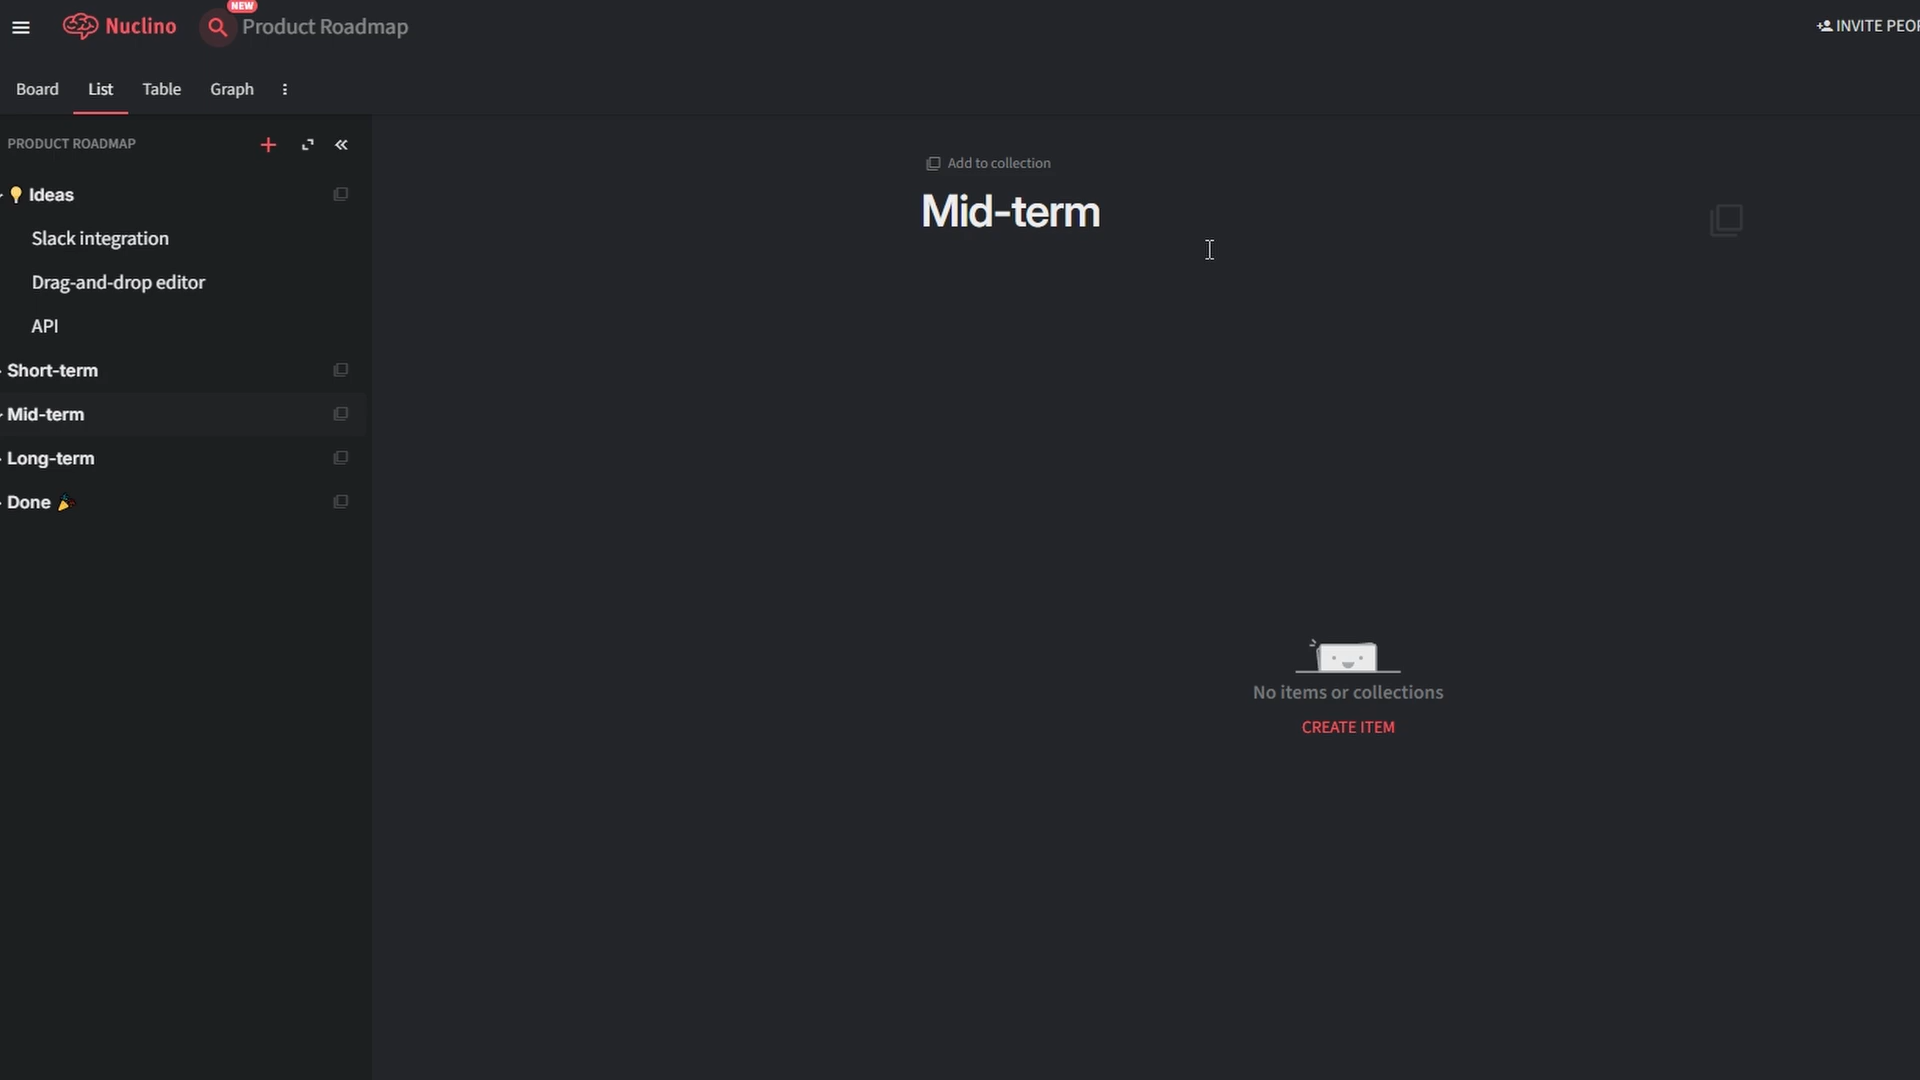 NEW
Nuclino
Product Roadmap
INVITE PEOP
Board
List
Table
Graph
PRODUCT ROADMAP
Ideas
Slack integration
Drag-and-drop editor
API
Short-term
Mid-term
Long-term
Done
Add to collection
Mid-term
No items or collections
CREATE ITEM